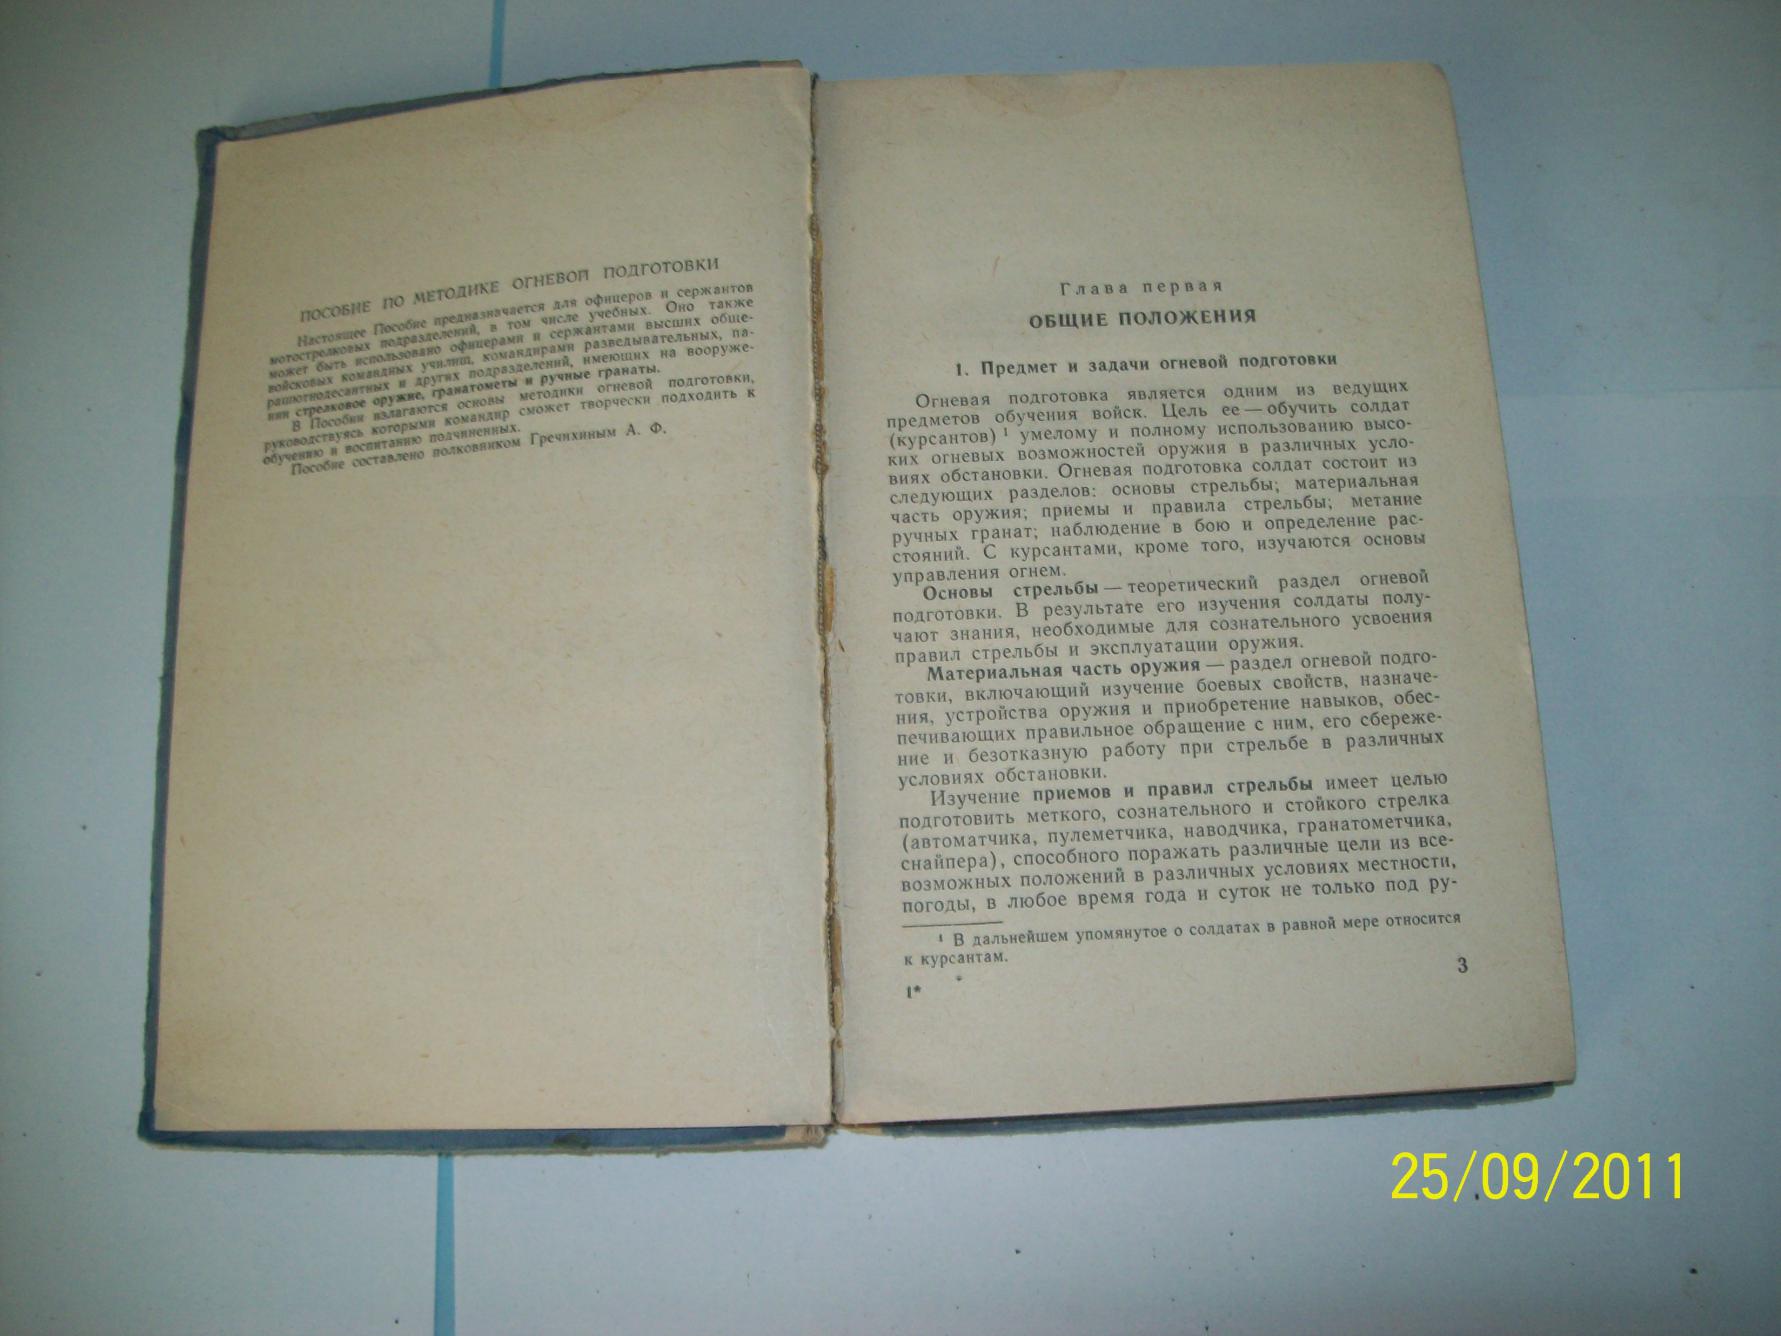 ПОСОБИЕ ПО МЕТОДИКЕ ОГНЕВОЙ ПОДГОТОВКИ
Настоящее Пособие предназначается для офицеров и сержантов
мотострелковых подразделений, в том числе учебных. Оно также
может быть использовано офицерами и сержантами высших обще-
войсковых командных училищ, командирами разведывательных, па-
рашютнодесантных и других подразделений, имеющих на вооруже-
нии стрелковое оружие, гранатометы и ручные гранаты.
В Пособии излагаются основы методики огневой подготовки,
руководствуясь которыми командир сможет творчески подходить к
обучению и воспитанию подчиненных.
Пособие составлено полковником Гречихиным А. Ф.
Глава первая
ОБЩИЕ ПОЛОЖЕНИЯ
1. Предмет и задачи огневой подготовки
Огневая подготовка является одним из ведущих
предметов обучения войск. Цель ее — обучить солдат
(курсантов) ¹ умелому и полному использованию высо-
ких огневых возможностей оружия в различных усло-
виях обстановки. Огневая подготовка солдат состоит из
следующих разделов: основы стрельбы; материальная
часть оружия; приемы и правила стрельбы; метание
ручных гранат; наблюдение в бою и определение рас-
стояний. С курсантами, кроме того, изучаются основы
управления огнем.
Основы стрельбы — теоретический раздел огневой
подготовки. В результате его изучения солдаты полу-
чают знания, необходимые для сознательного усвоения
правил стрельбы и эксплуатации оружия.
Материальная часть оружия — раздел огневой подго-
товки, включающий изучение боевых свойств, назначе-
ния, устройства оружия и приобретение навыков, обес-
печивающих правильное обращение с ним, его сбереже-
ние и безотказную работу при стрельбе в различных
условиях обстановки.
Изучение приемов и правил стрельбы имеет целью
подготовить меткого, сознательного и стойкого стрелка
(автоматчика, пулеметчика, наводчика, гранатометчика,
снайпера), способного поражать различные цели из все-
возможных положений в различных условиях местности,
погоды, в любое время года и суток не только под ру-
¹ В дальнейшем упомянутое о солдатах в равной мере относится
к курсантам.
1*
3
25/09/2011